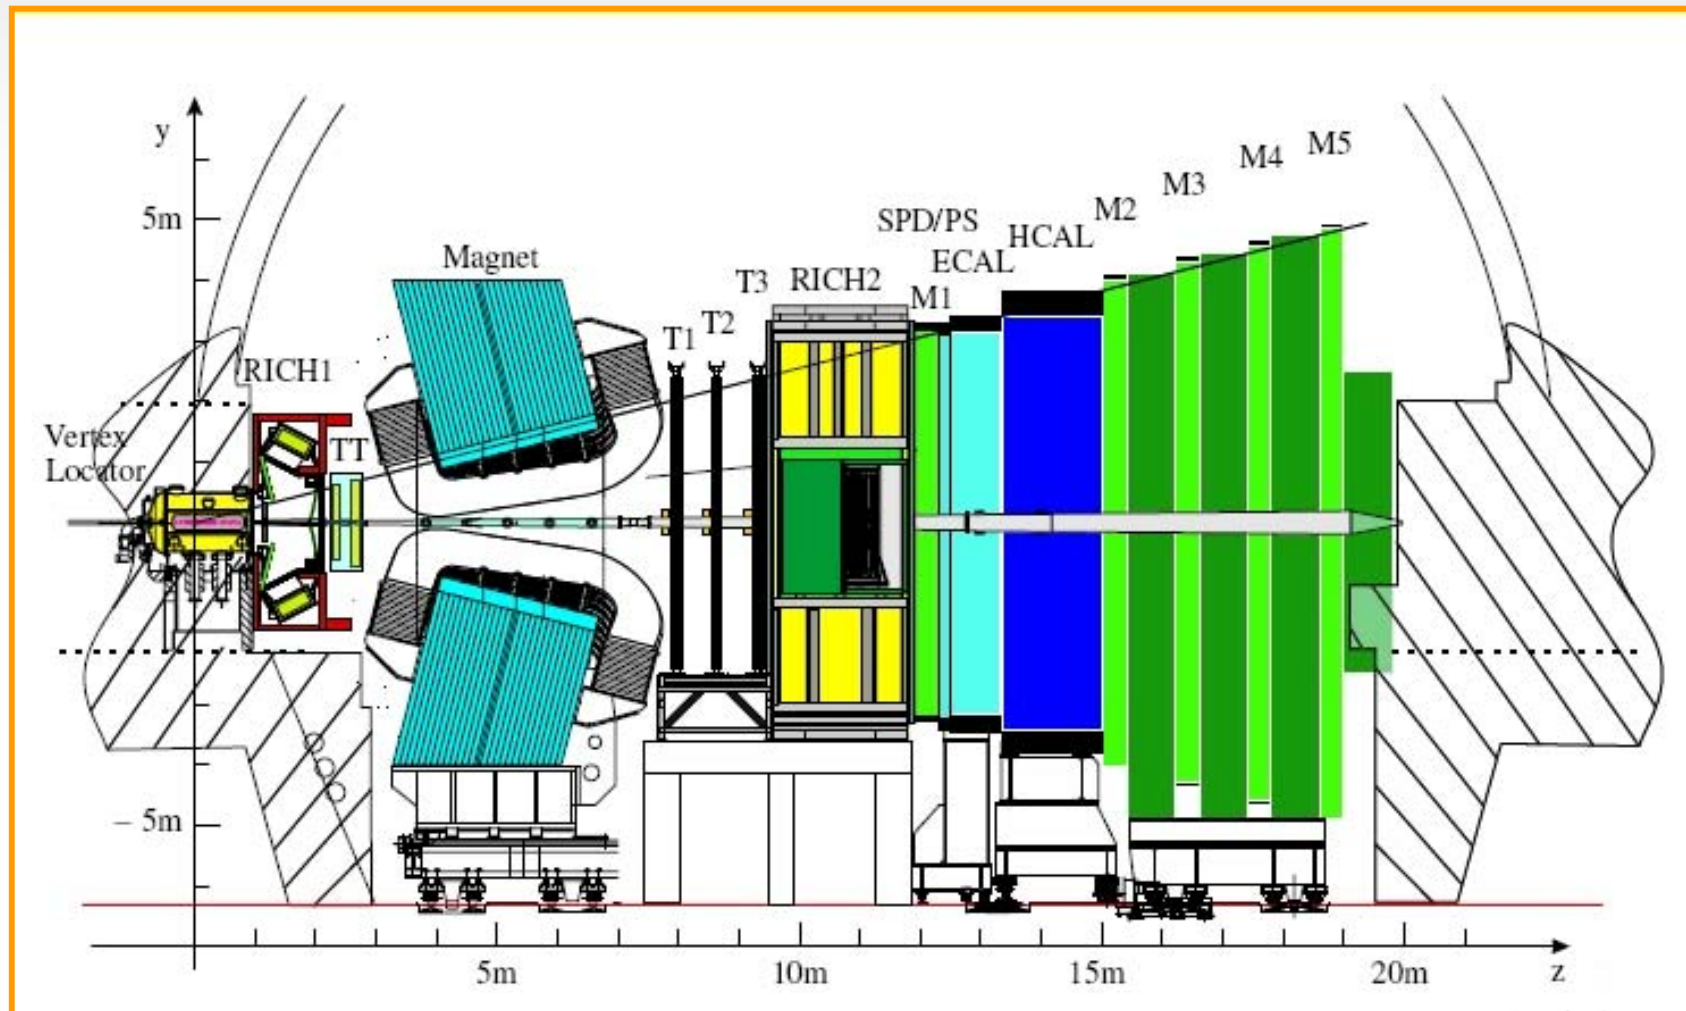 y
5m
M5
M4
M3
M2
SPD/PS
HCAL
ECAL
Magnet
RICH2
T3
M1
T2
T1
RICH1
Vertex
Locator
TT
– 5m
5m
10m
15m
20m
z